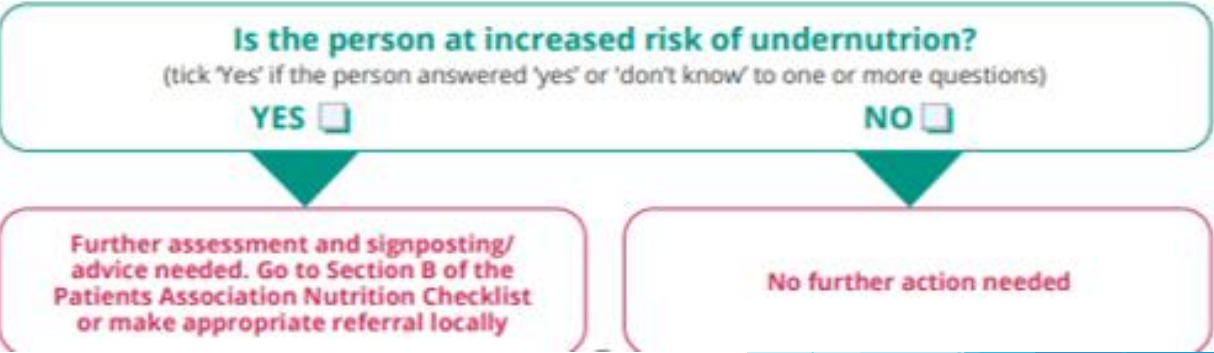 Is the person at increased risk of undernutrion?
(tick ‘Yes’ if the person answered ‘yes’ or ‘don’t know’ to one or more questions)
YES
NO
Further assessment and signposting/
advice needed. Go to Section B of the
Patients Association Nutrition Checklist
or make appropriate referral locally
No further action needed